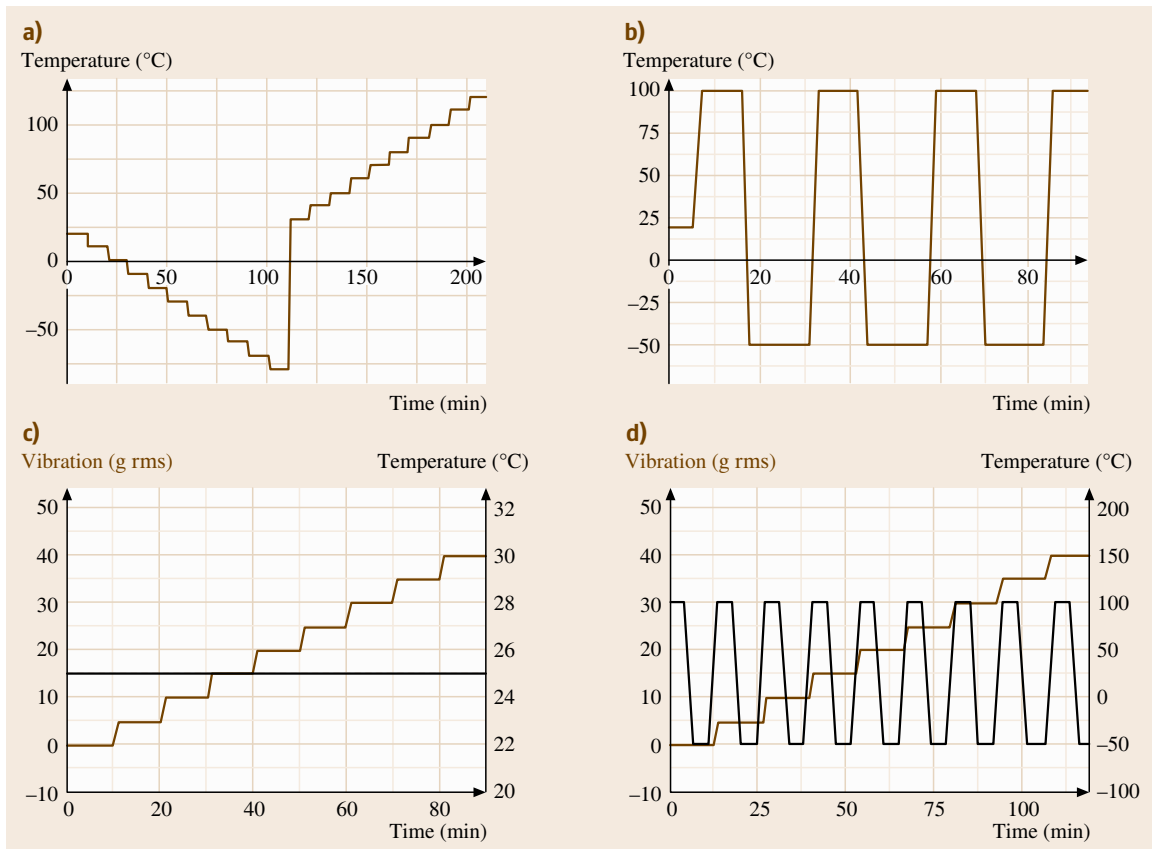 a)
Temperature (°C)
100
50
0
–50
0 50 100 150 200
Time (min)
b)
Temperature (°C)
100
75
50
25
0
–25
–50
0 20 40 60 80
Time (min)
c)
Vibration (g rms) Temperature (°C)
50 32
40 30
30 28
20 26
10 24
0 22
–10 20
0 20 40 60 80
Time (min)
d)
Vibration (g rms) Temperature (°C)
50 200
40 150
30 100
20 50
10 0
0 –50
–10 –100
0 25 50 75 100
Time (min)